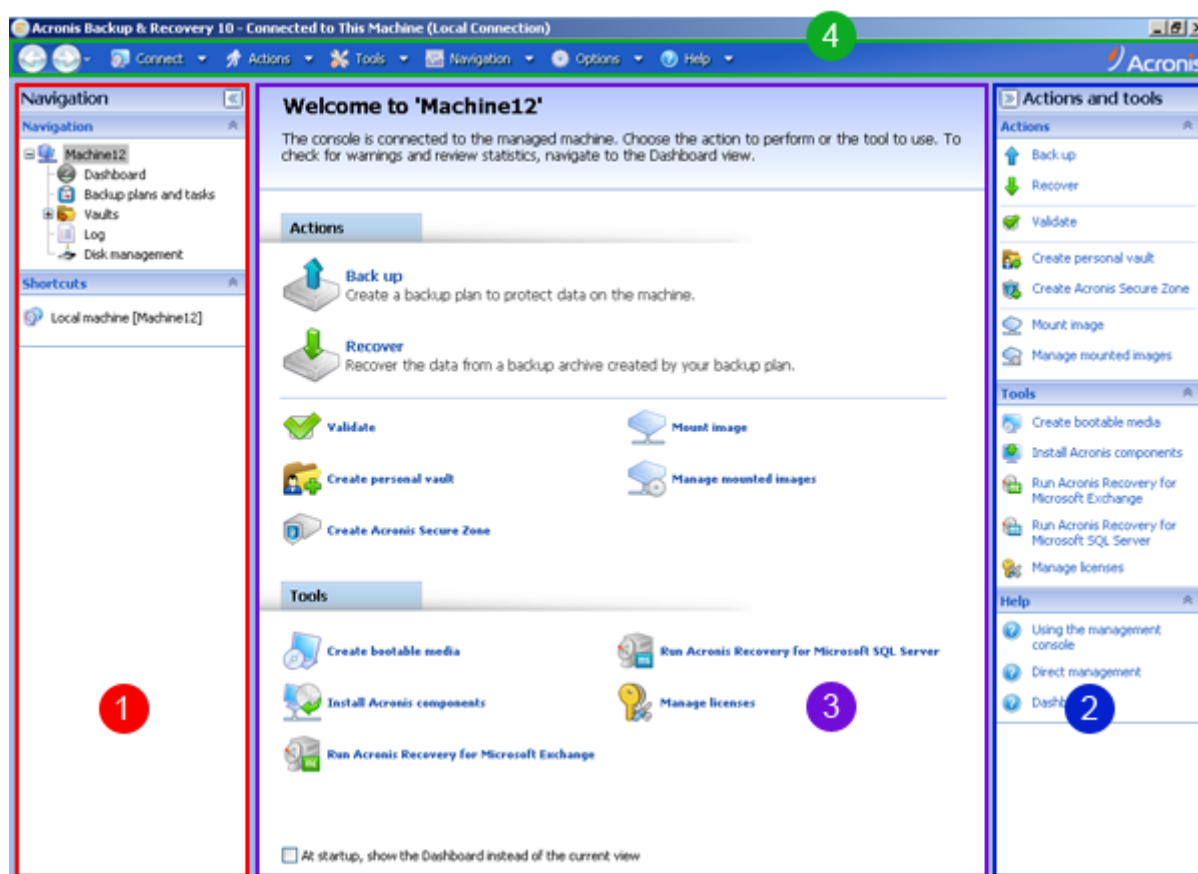 Acronis Backup & Recovery 10 - Connected to This Machine (Local Connection)
4
Connect
Actions
Tools
Navigation
Options
Help
Acronis
Navigation
Navigation
Machine12
Dashboard
Backup plans and tasks
Vaults
Log
Disk management
Shortcuts
Local machine [Machine12]
1
Welcome to 'Machine12'
The console is connected to the managed machine. Choose the action to perform or the tool to use. To
check for warnings and review statistics, navigate to the Dashboard view.
Actions
Back up
Create a backup plan to protect data on the machine.
Recover
Recover the data from a backup archive created by your backup plan.
Validate
Mount image
Create personal vault
Manage mounted images
Create Acronis Secure Zone
Tools
Create bootable media
Run Acronis Recovery for Microsoft SQL Server
Install Acronis components
Manage licenses
3
Run Acronis Recovery for Microsoft Exchange
At startup, show the Dashboard instead of the current view
Actions and tools
Actions
Back up
Recover
Validate
Create personal vault
Create Acronis Secure Zone
Mount image
Manage mounted images
Tools
Create bootable media
Install Acronis components
Run Acronis Recovery for
Microsoft Exchange
Run Acronis Recovery for
Microsoft SQL Server
Manage licenses
Help
Using the management
console
Direct management
2